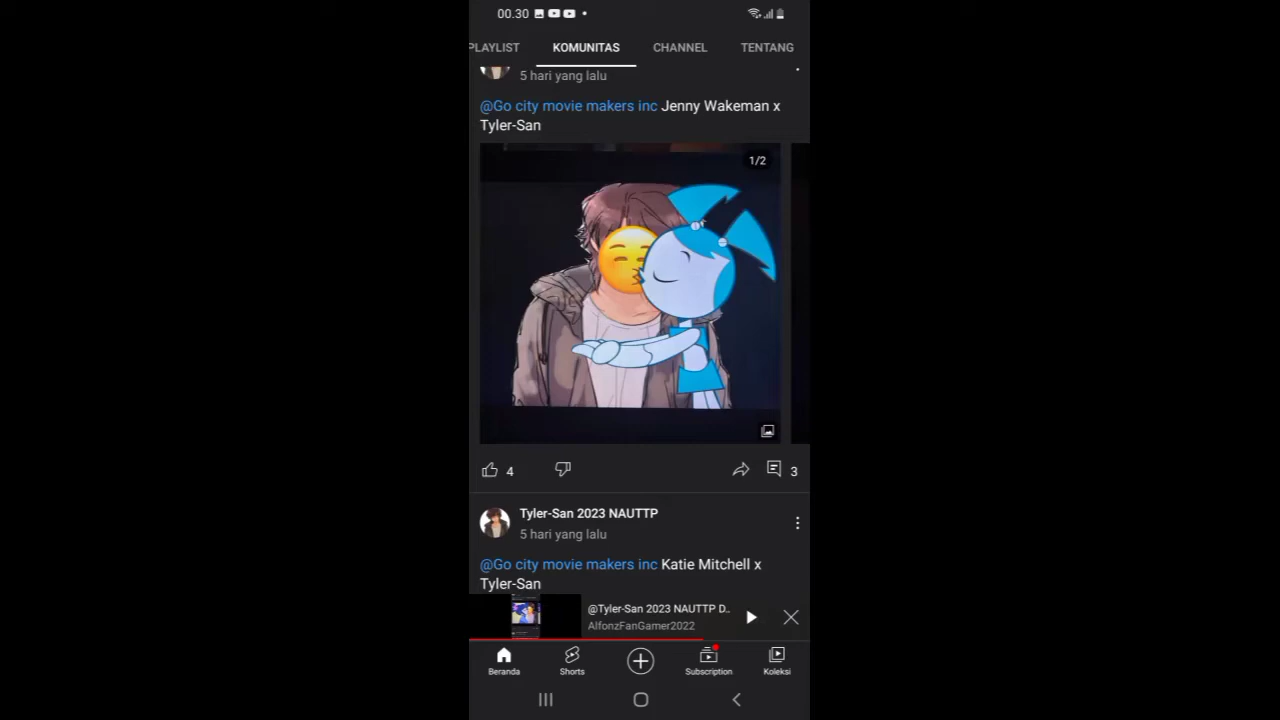 00.30
PLAYLIST KOMUNITAS CHANNEL TENTANG
5 hari yang lalu
@Go city movie makers inc Jenny Wakeman x
Tyler-San
1/2
4 3
Tyler-San 2023 NAUTTP
5 hari yang lalu
@Go city movie makers inc Katie Mitchell x
Tyler-San
@Tyler-San 2023 NAUTTP D..
AlfonzFanGamer2022
Beranda Shorts Subscription Koleksi